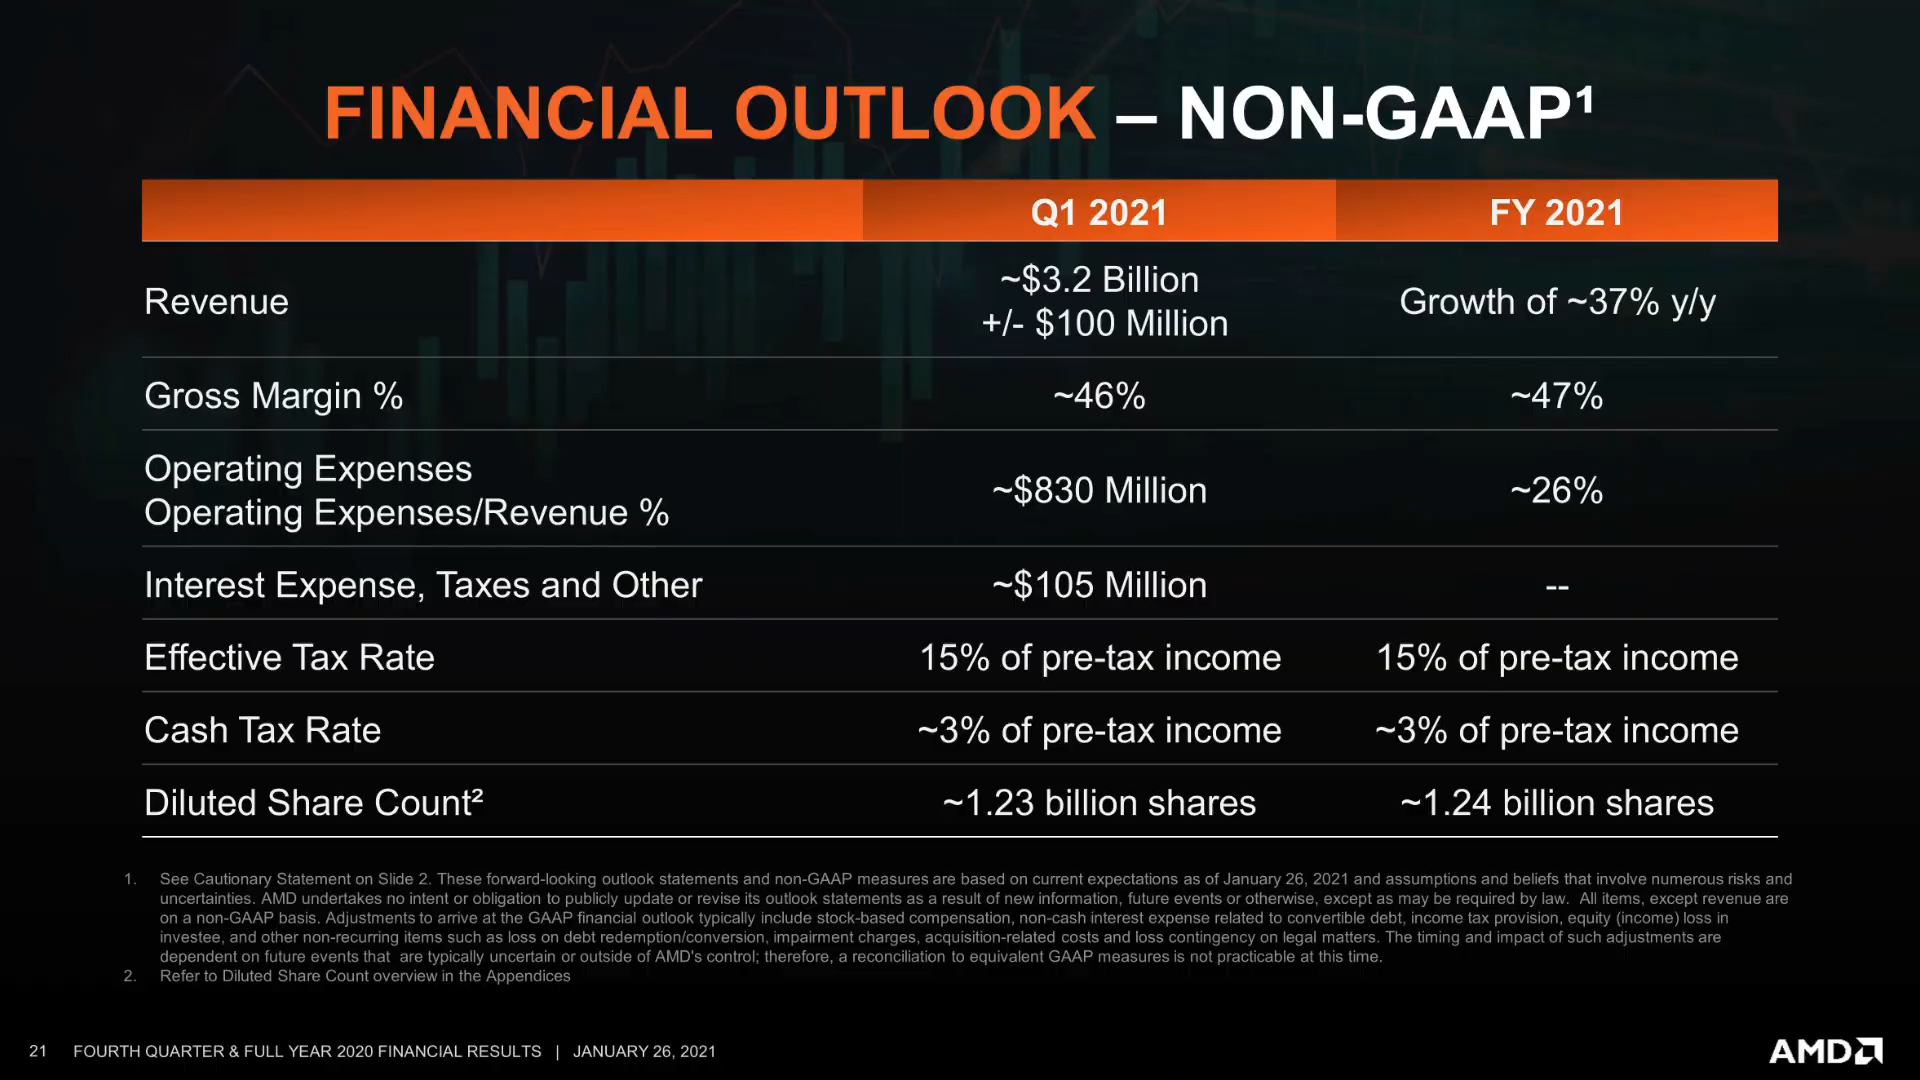 FINANCIAL OUTLOOK – NON-GAAP¹
Q1 2021 FY 2021
Revenue ~$3.2 Billion +/- $100 Million Growth of ~37% y/y
Gross Margin % ~46% ~47%
Operating Expenses
Operating Expenses/Revenue % ~$830 Million ~26%
Interest Expense, Taxes and Other ~$105 Million --
Effective Tax Rate 15% of pre-tax income 15% of pre-tax income
Cash Tax Rate ~3% of pre-tax income ~3% of pre-tax income
Diluted Share Count² ~1.23 billion shares ~1.24 billion shares
1. See Cautionary Statement on Slide 2. These forward-looking outlook statements and non-GAAP measures are based on current expectations as of January 26, 2021 and assumptions and beliefs that involve numerous risks and
uncertainties. AMD undertakes no intent or obligation to publicly update or revise its outlook statements as a result of new information, future events or otherwise, except as may be required by law. All items, except revenue are
on a non-GAAP basis. Adjustments to arrive at the GAAP financial outlook typically include stock-based compensation, non-cash interest expense related to convertible debt, income tax provision, equity (income) loss in
investee, and other non-recurring items such as loss on debt redemption/conversion, impairment charges, acquisition-related costs and loss contingency on legal matters. The timing and impact of such adjustments are
dependent on future events that are typically uncertain or outside of AMD's control; therefore, a reconciliation to equivalent GAAP measures is not practicable at this time.
2. Refer to Diluted Share Count overview in the Appendices
21 FOURTH QUARTER & FULL YEAR 2020 FINANCIAL RESULTS | JANUARY 26, 2021
AMD